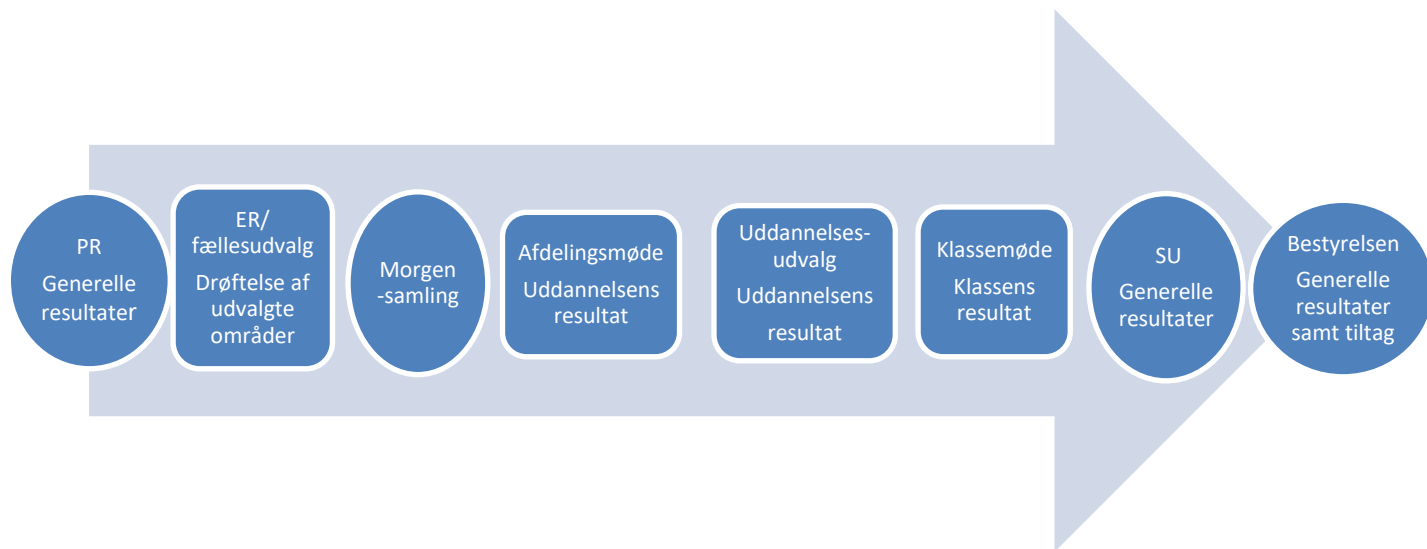 PR
Generelle
resultater
ER/
fællesudvalg
Drøftelse af
udvalgte
områder
Morgen
-samling
Afdelingsmøde
Uddannelsens
resultat
Uddannelses-
udvalg
Uddannelsens
resultat
Klassemøde
Klassens
resultat
SU
Generelle
resultater
Bestyrelsen
Generelle
resultater
samt tiltag